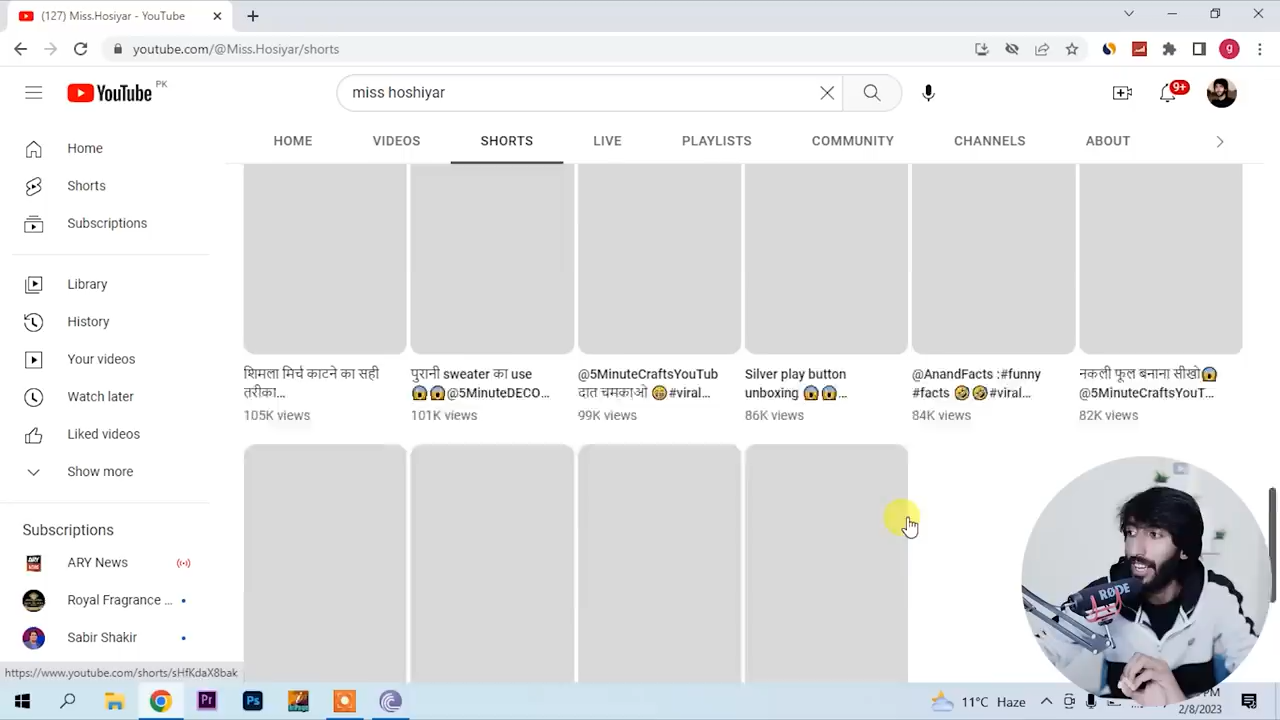 (127) Miss.Hosiyar - YouTube
youtube.com/@Miss.Hosiyar/shorts
g
YouTube PK
miss hoshiyar
9+
HOME VIDEOS SHORTS LIVE PLAYLISTS COMMUNITY CHANNELS ABOUT
Home
Shorts
Subscriptions
Library
History
Your videos
Watch later
Liked videos
Show more
Subscriptions
ARY News
Royal Fragrance ...
Sabir Shakir
शिमला मिर्च काटने का सही
तरीका...
105K views
पुरानी sweater का use
😱😱@5MinuteDECO...
101K views
@5MinuteCraftsYouTub
दात चमकाओ 😁#viral...
99K views
Silver play button
unboxing 😱😱...
86K views
@AnandFacts :#funny
#facts 🤣🤣#viral...
84K views
नकली फूल बनाना सीखो😱
@5MinuteCraftsYouT...
82K views
RØDE
https://www.youtube.com/shorts/sHfKdaX8bak
Pr
Ps
11°C Haze
2/8/2023